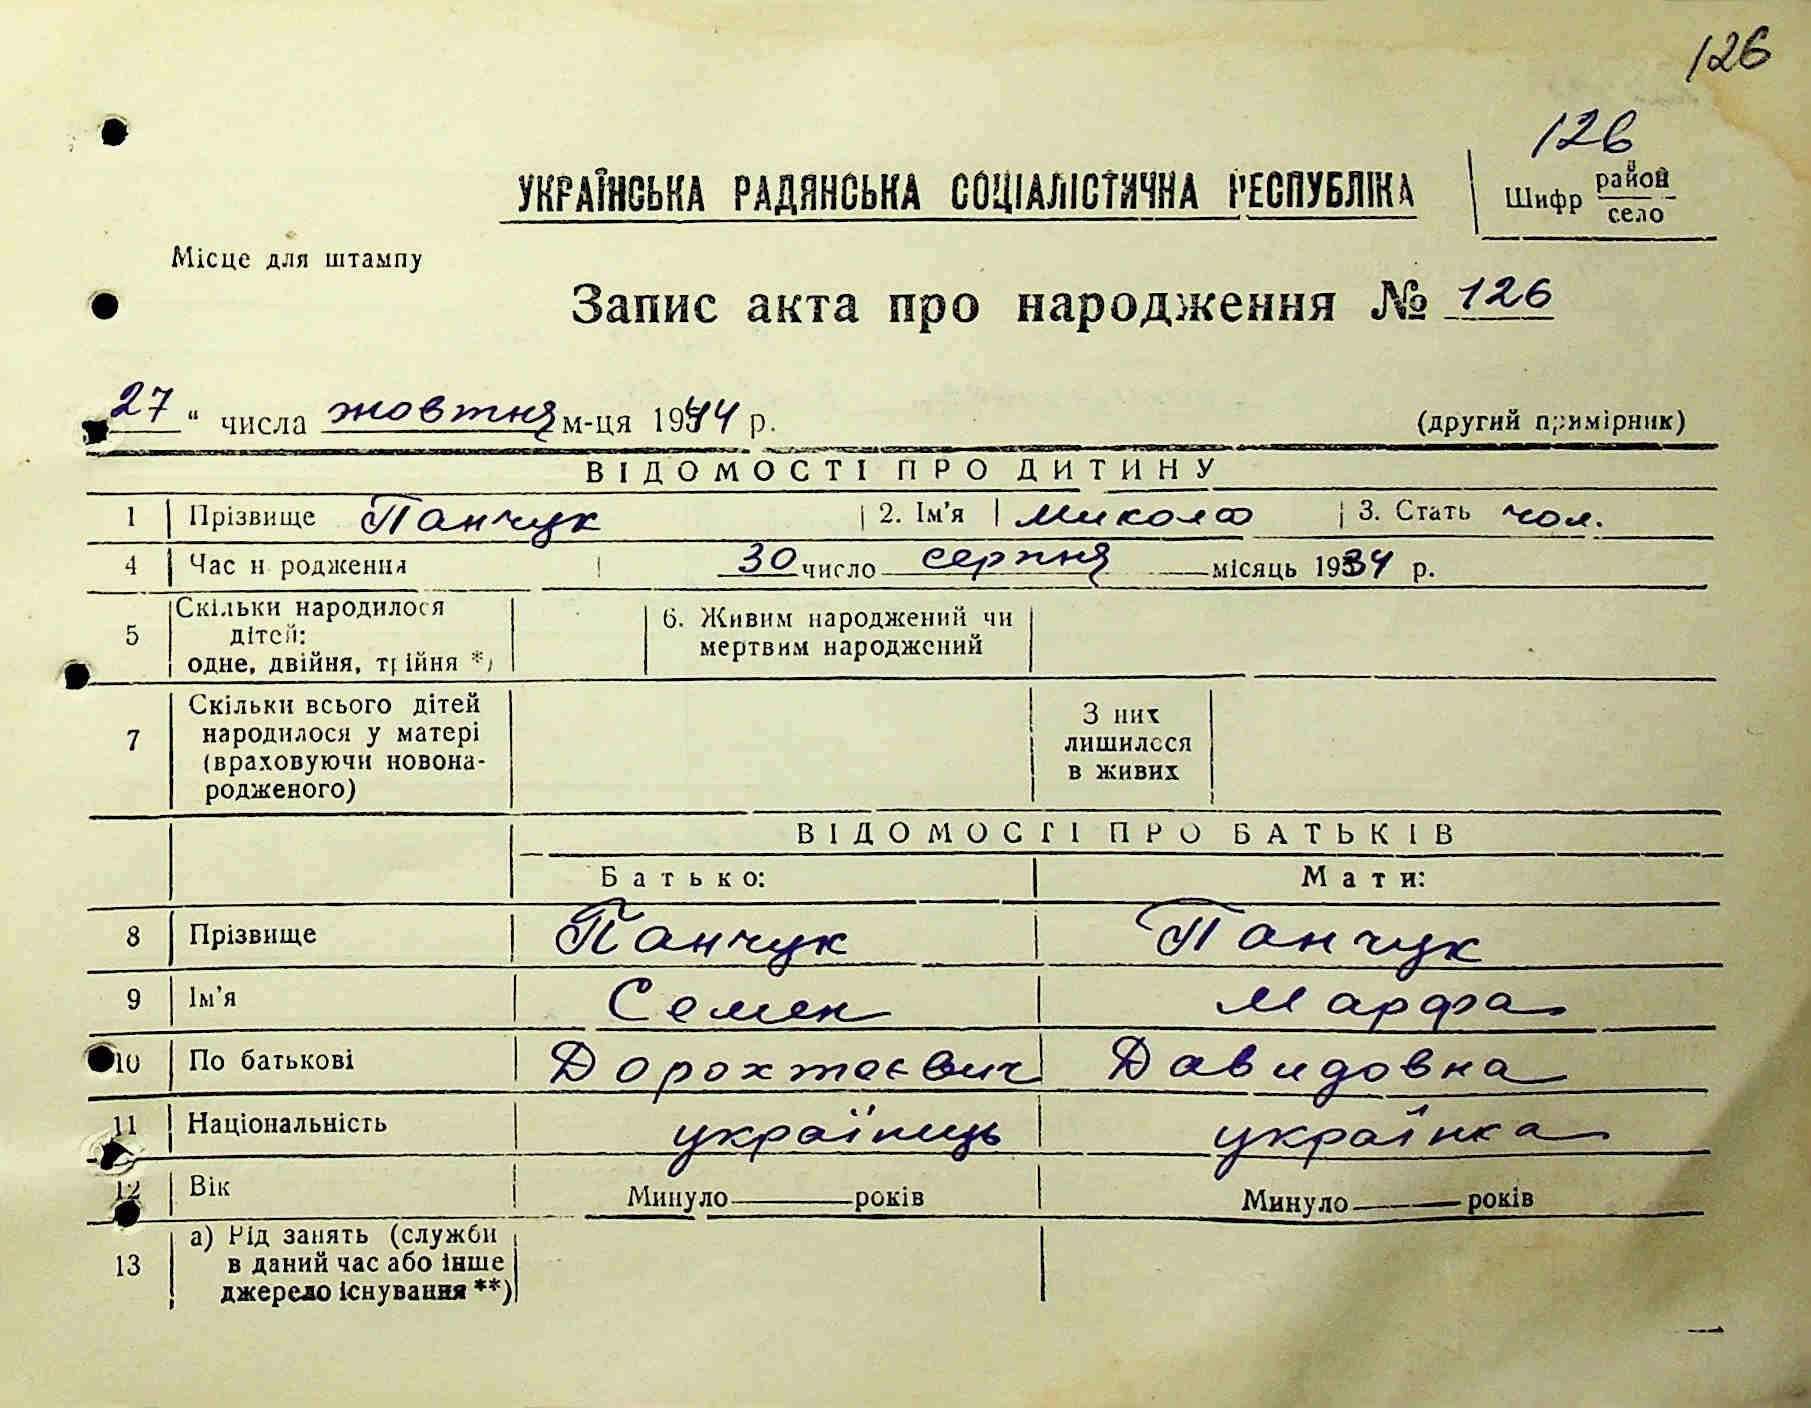 126
126
УКРАЇНСЬКА РАДЯНСЬКА СОЦІАЛІСТИЧНА РЕСПУБЛІКА
Шифр район
село
Місце для штампу
Запис акта про народження № 126
27 “ числа жовтня м-ця 1944 р. (другий примірник)
ВІДОМОСТІ ПРО ДИТИНУ
1 Прізвище Панчук 2. Ім'я Микола 3. Стать чол.
4 Час народження 30 число серпня місяць 1934 р.
5 Скільки народилося дітей: одне, двійня, трійня *) 6. Живим народжений чи мертвим народжений
7 Скільки всього дітей народилося у матері (враховуючи новонародженого) З них лишилося в живих
ВІДОМОСТІ ПРО БАТЬКІВ
Батько: Мати:
8 Прізвище Панчук Панчук
9 Ім'я Семен Марфа
10 По батькові Дорохтеєвич Давидовна
11 Національність українць українка
12 Вік Минуло років Минуло років
13 а) Рід занять (служби в даний час або інше джерело існування **)